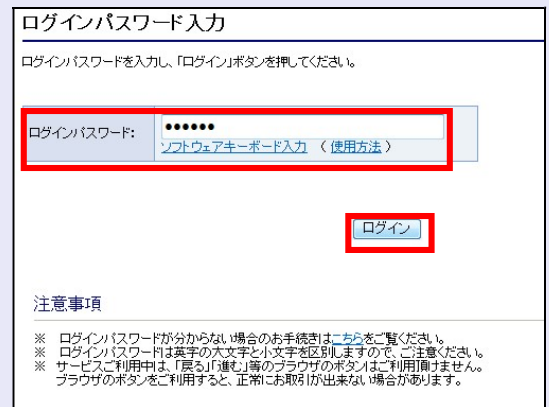 ログインパスワード入力
ログインパスワードを入力し、「ログイン」ボタンを押してください。
ログインパスワード: ●●●●●●
ソフトウェアキーボード入力 (使用方法)
ログイン
注意事項
※ ログインパスワードが分からない場合のお手続きはこちらをご覧ください。
※ ログインパスワードは英字の大文字と小文字を区別しますので、ご注意ください。
※ サービスご利用中は、「戻る」「進む」等のブラウザのボタンはご利用頂けません。
ブラウザのボタンをご利用すると、正常にお取引が出来ない場合があります。